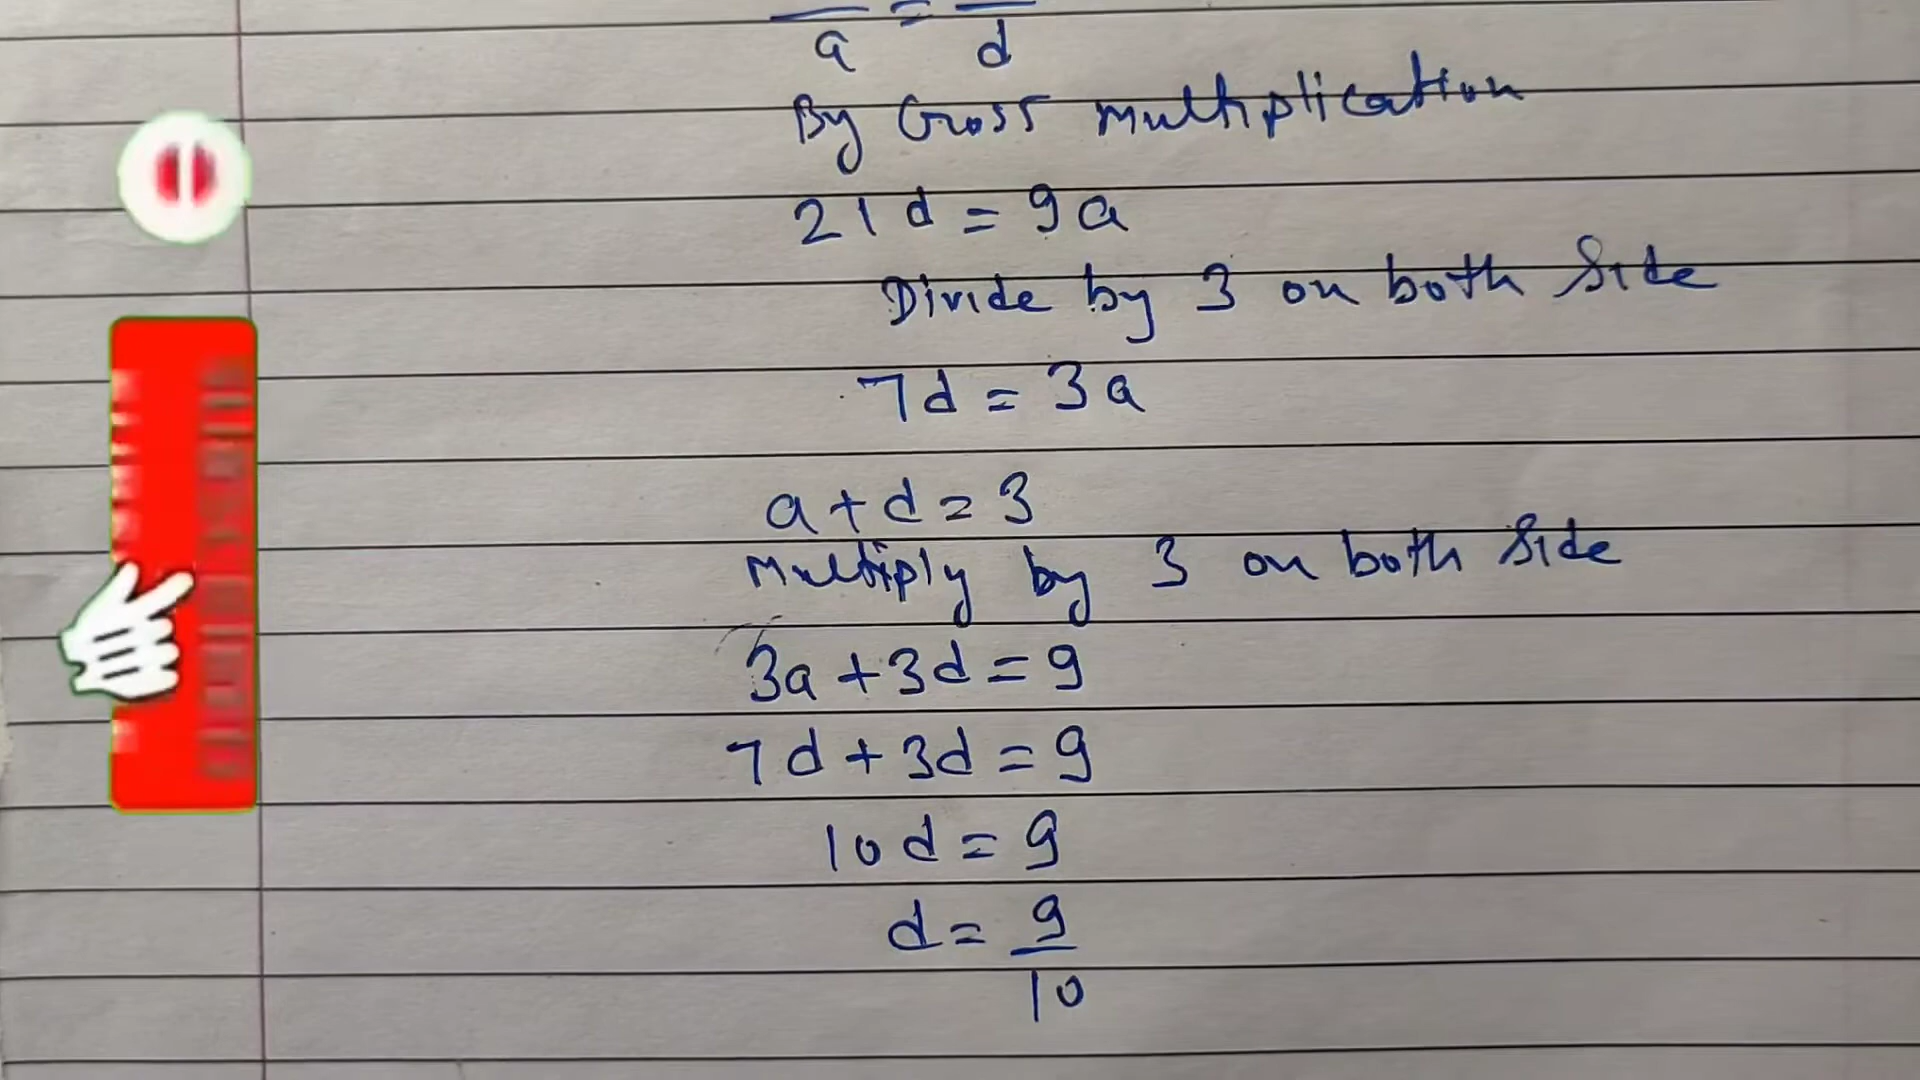 a = d
By Cross multiplication
21d = 9a
Divide by 3 on both side
7d = 3a
a + d = 3
Multiply by 3 on both side
3a + 3d = 9
7d + 3d = 9
10d = 9
d = 9
10